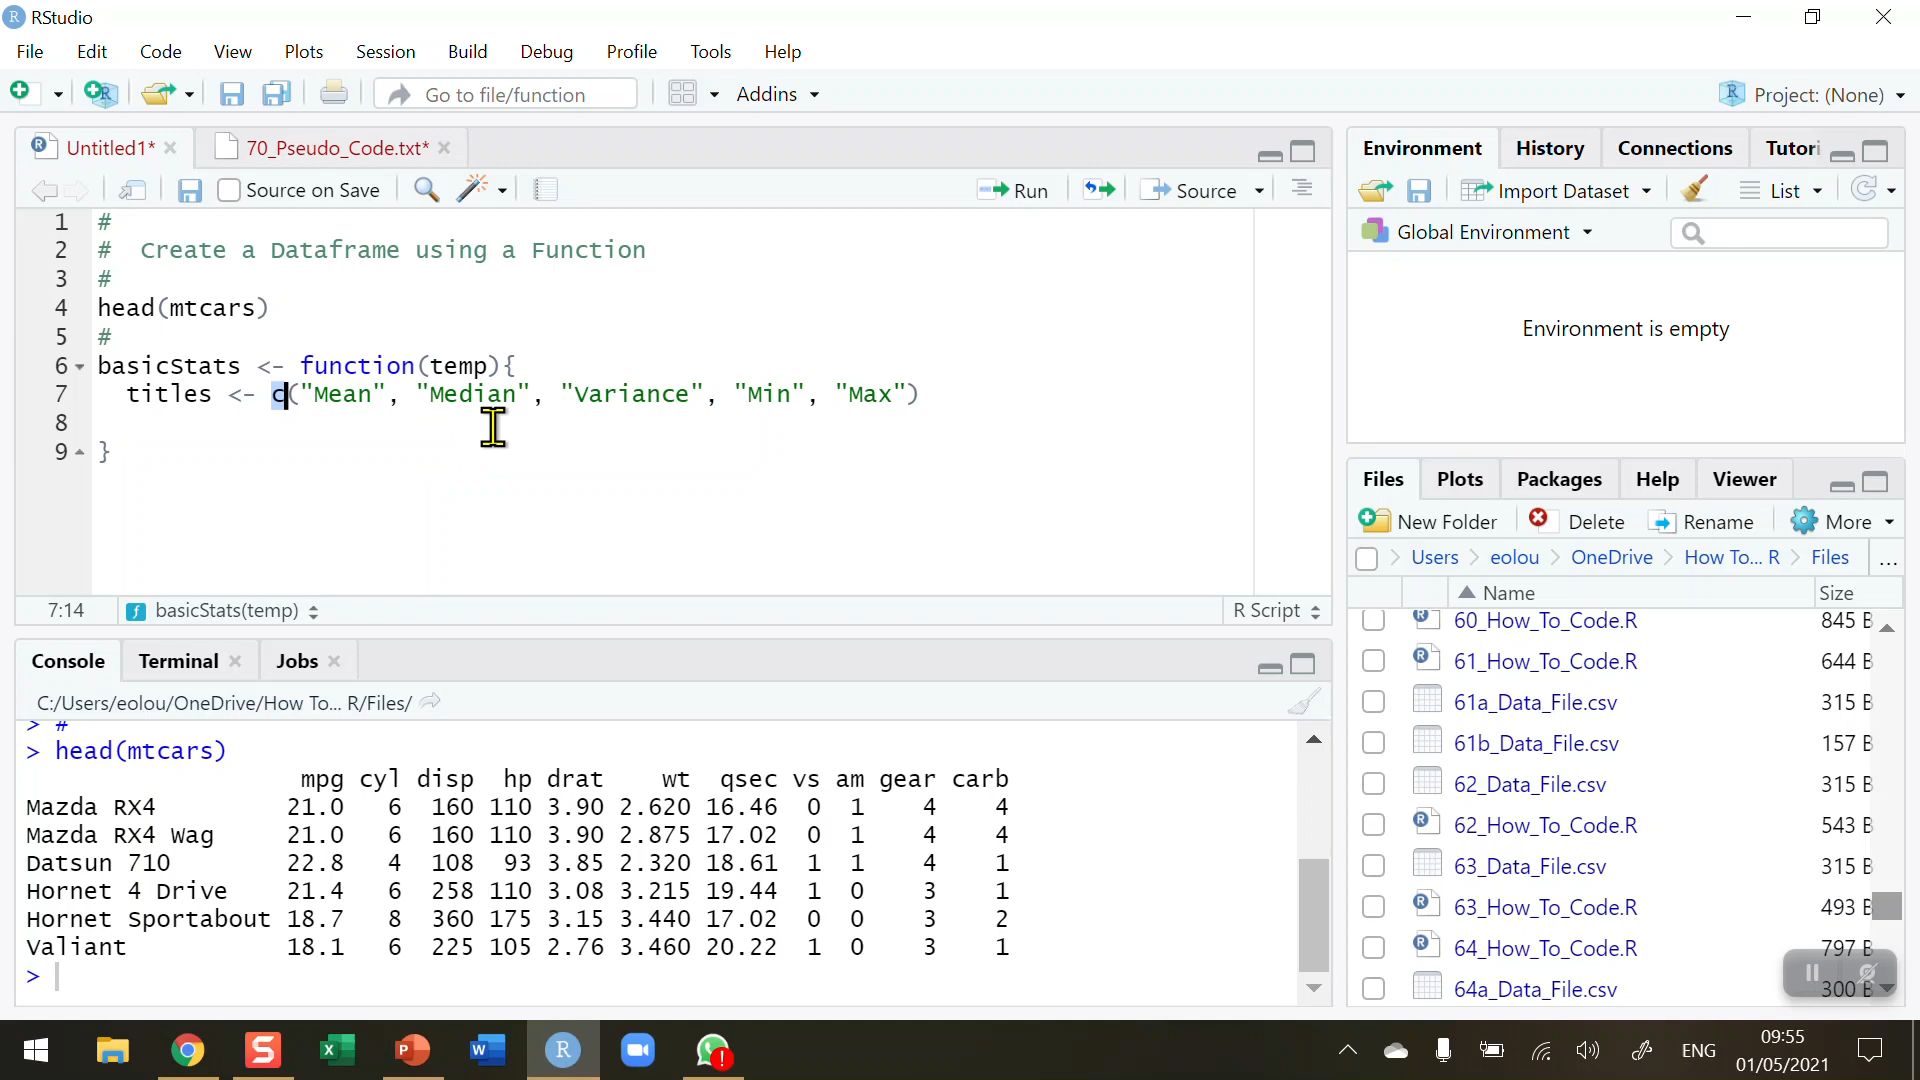 RStudio
File Edit Code View Plots Session Build Debug Profile Tools Help
Go to file/function Addins Project: (None)
Untitled1* 70_Pseudo_Code.txt*
Source on Save Run Source
1 #
2 # Create a Dataframe using a Function
3 #
4 head(mtcars)
5 #
6 basicStats <- function(temp){
7 titles <- c("Mean", "Median", "Variance", "Min", "Max")
8
9 }
7:14 basicStats(temp) R Script
Console Terminal Jobs
C:/Users/eolou/OneDrive/How To... R/Files/
> #
> head(mtcars)
mpg cyl disp hp drat wt qsec vs am gear carb
Mazda RX4 21.0 6 160 110 3.90 2.620 16.46 0 1 4 4
Mazda RX4 Wag 21.0 6 160 110 3.90 2.875 17.02 0 1 4 4
Datsun 710 22.8 4 108 93 3.85 2.320 18.61 1 1 4 1
Hornet 4 Drive 21.4 6 258 110 3.08 3.215 19.44 1 0 3 1
Hornet Sportabout 18.7 8 360 175 3.15 3.440 17.02 0 0 3 2
Valiant 18.1 6 225 105 2.76 3.460 20.22 1 0 3 1
>
Environment History Connections Tutori
Import Dataset List
Global Environment
Environment is empty
Files Plots Packages Help Viewer
New Folder Delete Rename More
Users eolou OneDrive How To... R Files ...
Name Size
60_How_To_Code.R 845 B
61_How_To_Code.R 644 B
61a_Data_File.csv 315 B
61b_Data_File.csv 157 B
62_Data_File.csv 315 B
62_How_To_Code.R 543 B
63_Data_File.csv 315 B
63_How_To_Code.R 493 B
64_How_To_Code.R 797 B
64a_Data_File.csv 300 B
ENG 09:55
01/05/2021